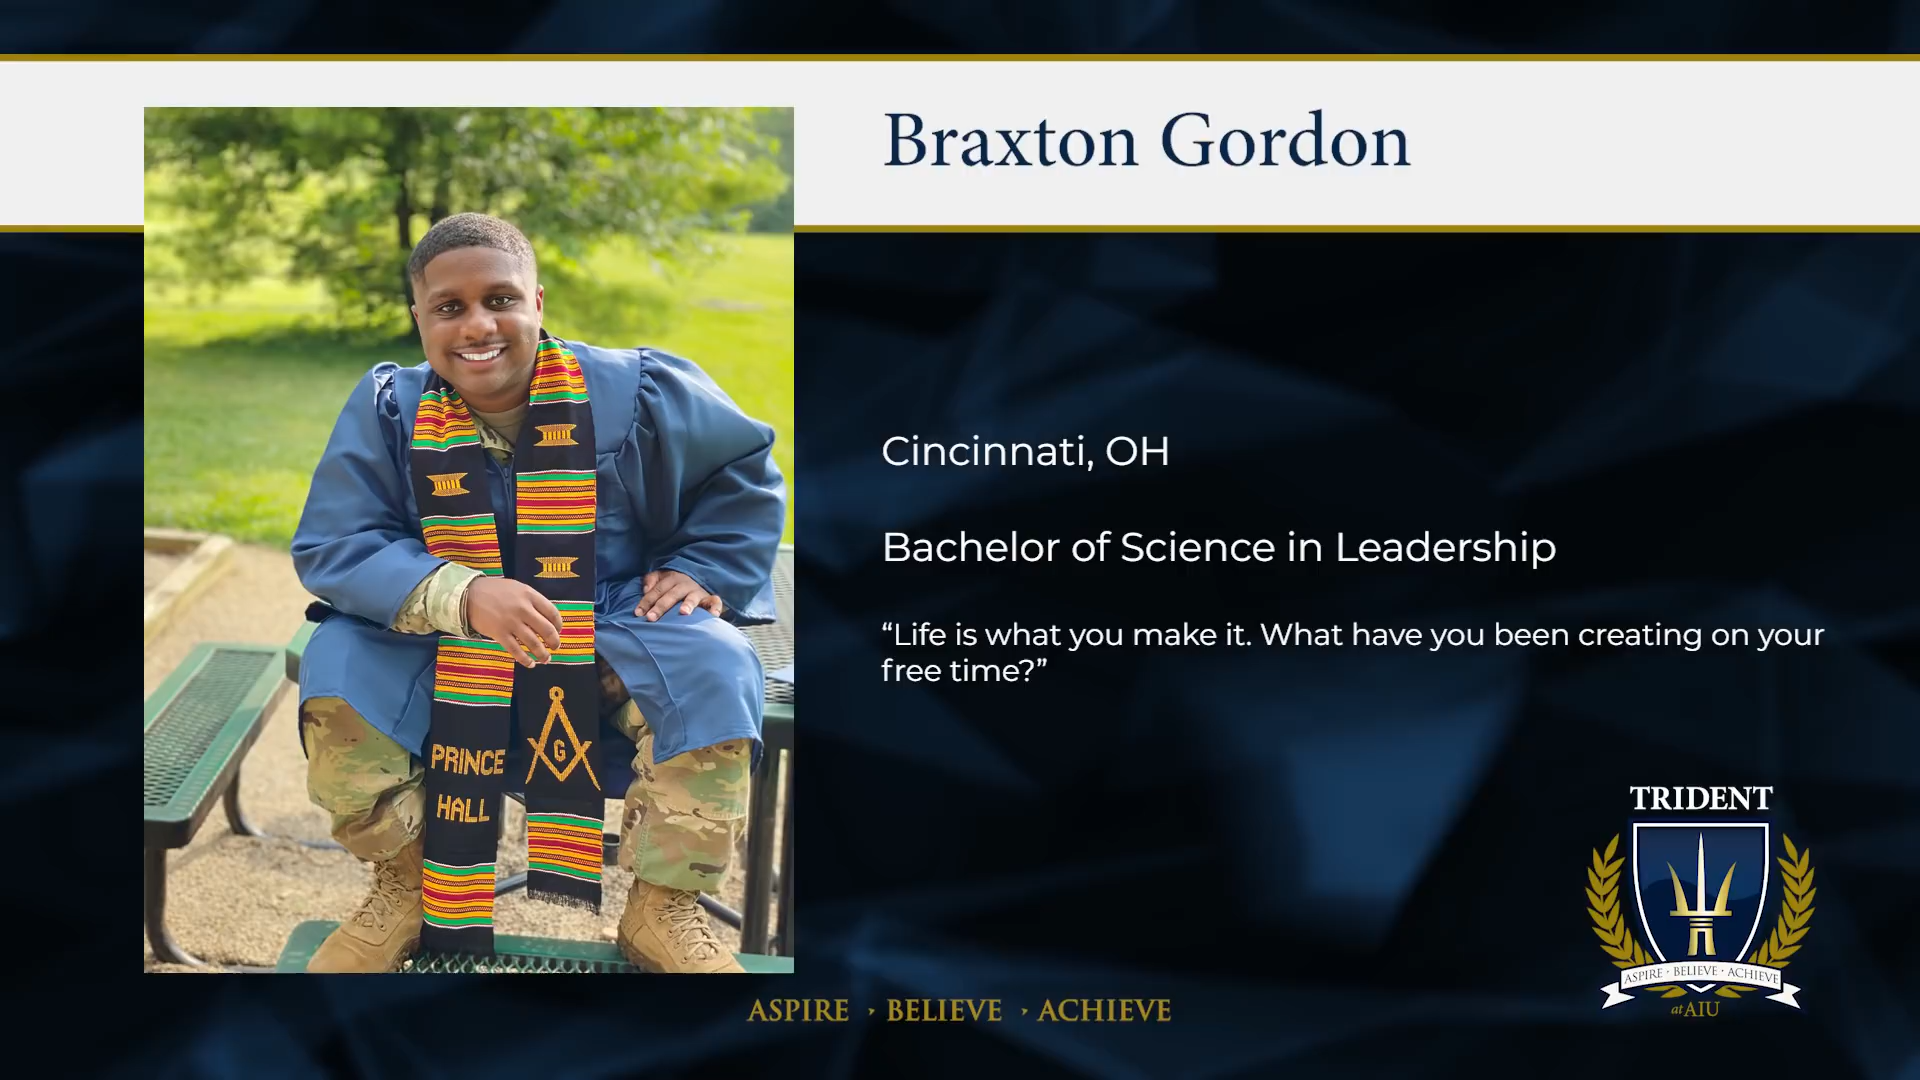 Braxton Gordon
Cincinnati, OH
Bachelor of Science in Leadership
“Life is what you make it. What have you been creating on your
free time?”
PRINCE
HALL
G
TRIDENT
ASPIRE · BELIEVE · ACHIEVE
at AIU
ASPIRE · BELIEVE · ACHIEVE